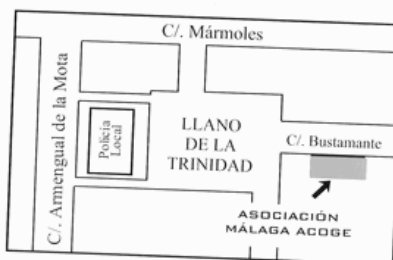 C/. Mármoles
C/. Armengual de la Mota
Policía
Local
LLANO
DE LA
TRINIDAD
C/. Bustamante
ASOCIACIÓN
MÁLAGA ACOGE